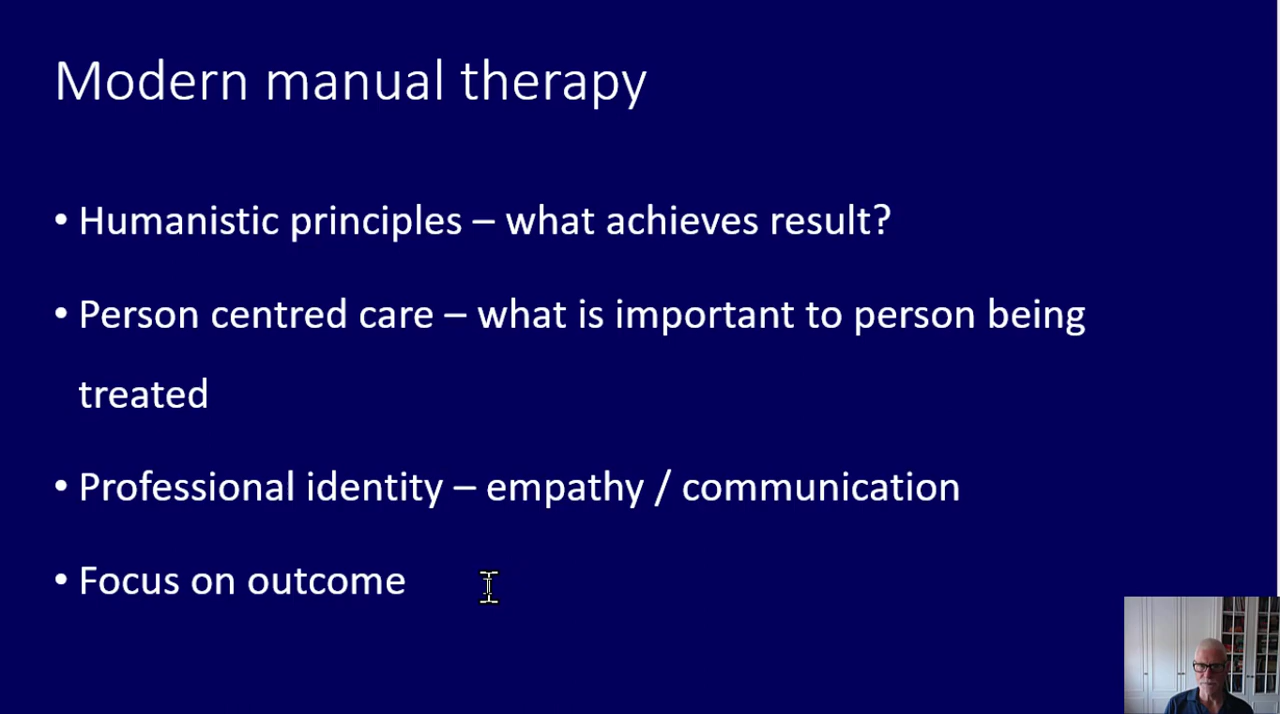 Modern manual therapy
• Humanistic principles – what achieves result?
• Person centred care – what is important to person being
treated
• Professional identity – empathy / communication
• Focus on outcome